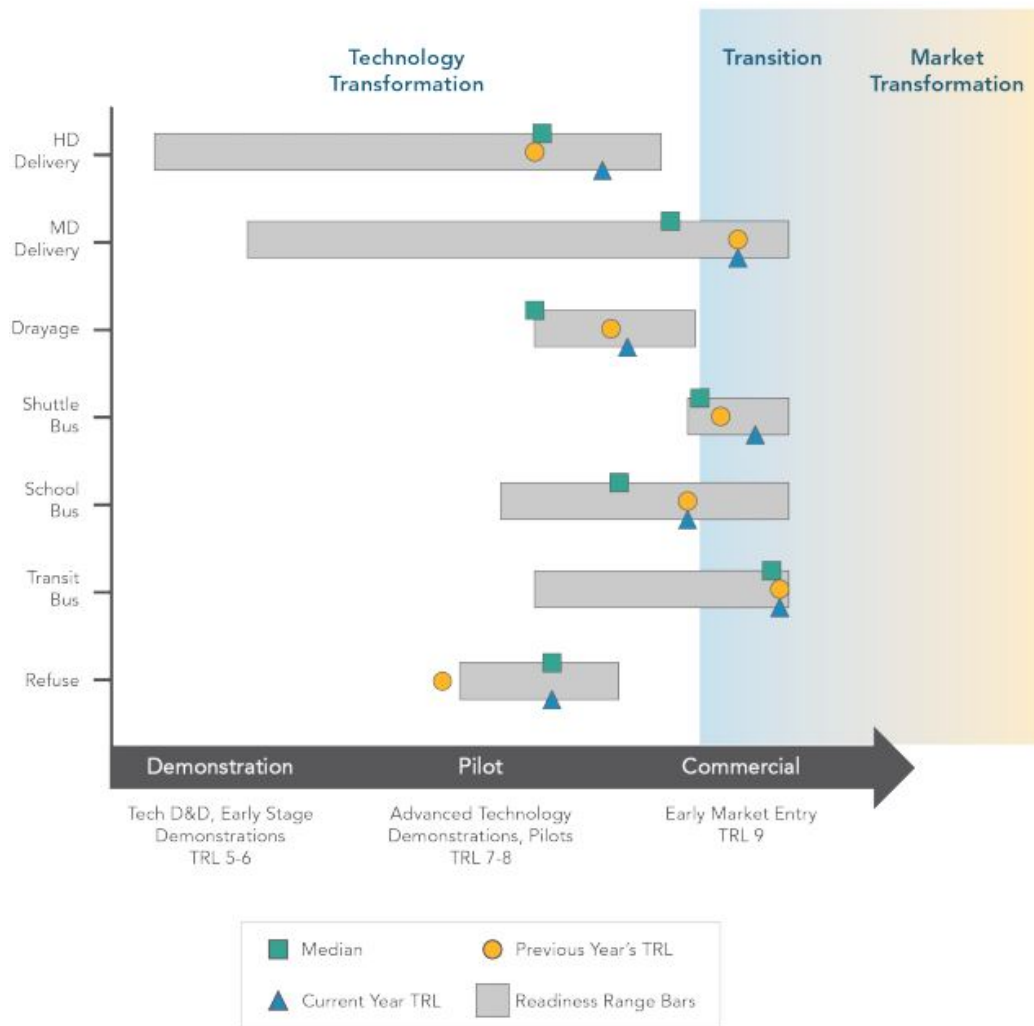 Technology
Transformation
Transition
Market
Transformation
HD
Delivery
MD
Delivery
Drayage
Shuttle
Bus
School
Bus
Transit
Bus
Refuse
Demonstration
Pilot
Commercial
Tech D&D, Early Stage
Demonstrations
TRL 5-6
Advanced Technology
Demonstrations, Pilots
TRL 7-8
Early Market Entry
TRL 9
Median
Previous Year's TRL
Current Year TRL
Readiness Range Bars